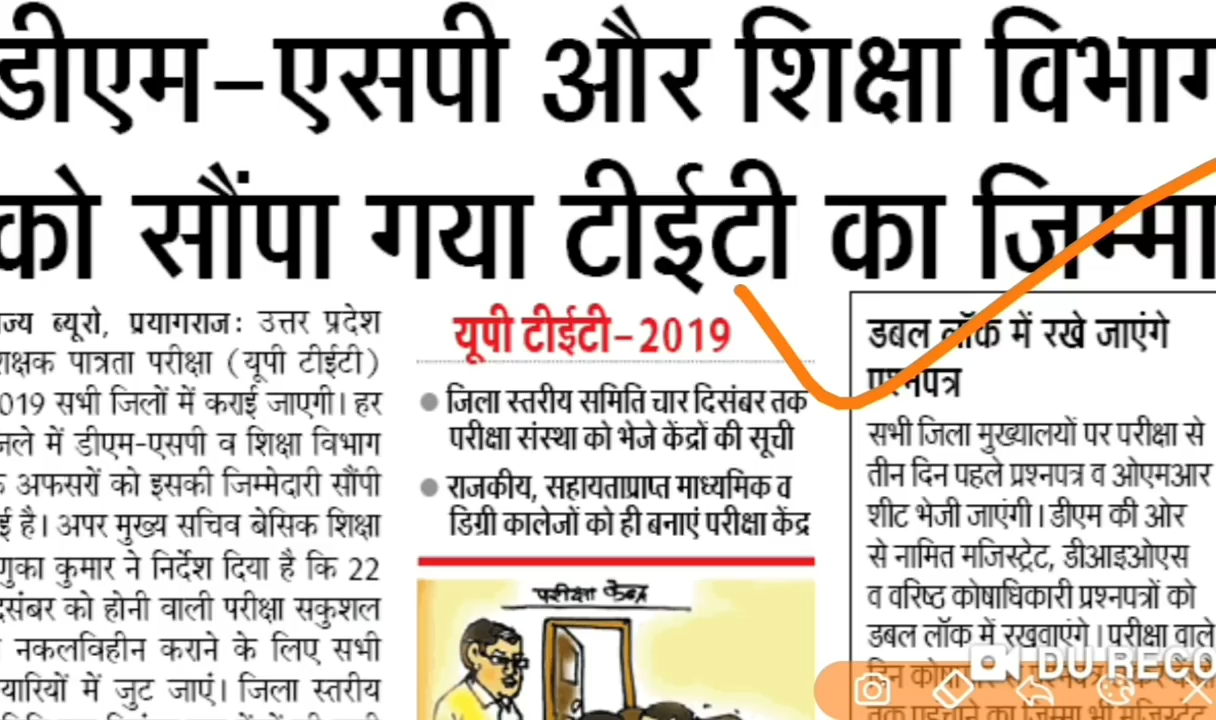 डीएम-एसपी और शिक्षा विभाग
को सौंपा गया टीईटी का जिम्मा
ब्यूरो, प्रयागराज: उत्तर प्रदेश
पात्रता परीक्षा (यूपी टीईटी)
सभी जिलों में कराई जाएगी। हर
में डीएम-एसपी व शिक्षा विभाग
अफसरों को इसकी जिम्मेदारी सौंपी
है। अपर मुख्य सचिव बेसिक शिक्षा
कुमार ने निर्देश दिया है कि 22
को होनी वाली परीक्षा सकुशल
नकलविहीन कराने के लिए सभी
में जुट जाएं। जिला स्तरीय
यूपी टीईटी-2019
जिला स्तरीय समिति चार दिसंबर तक
परीक्षा संस्था को भेजे केंद्रों की सूची
राजकीय, सहायताप्राप्त माध्यमिक व
डिग्री कालेजों को ही बनाएं परीक्षा केंद्र
परीक्षा केन्द्र
डबल लॉक में रखे जाएंगे
प्रश्नपत्र
सभी जिला मुख्यालयों पर परीक्षा से
तीन दिन पहले प्रश्नपत्र व ओएमआर
शीट भेजी जाएंगी। डीएम की ओर
से नामित मजिस्ट्रेट, डीआइओएस
व वरिष्ठ कोषाधिकारी प्रश्नपत्रों को
डबल लॉक में रखवाएंगे। परीक्षा वाले
दिन
DU RECO